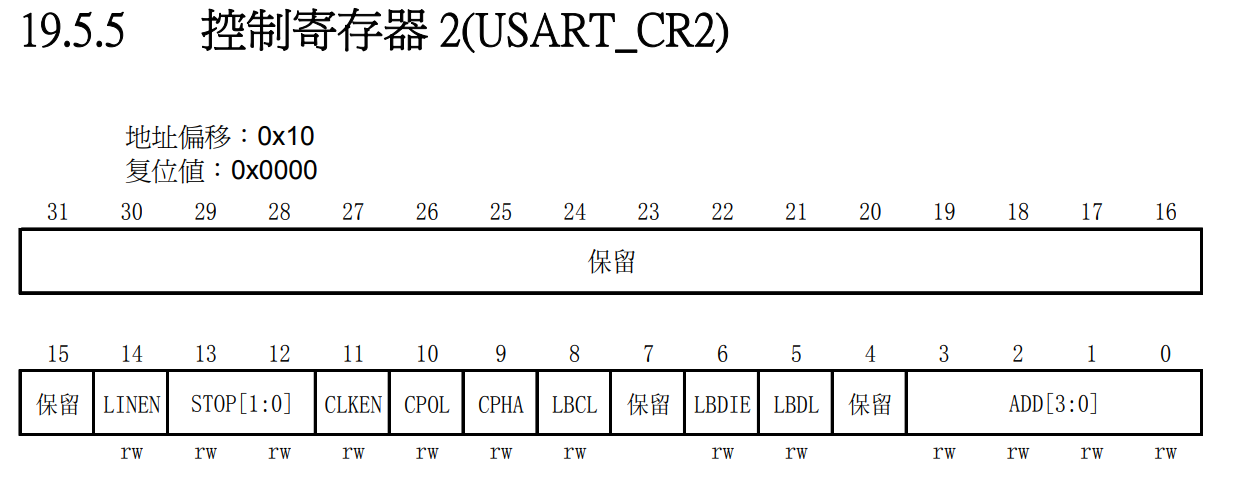 19.5.5 控制寄存器 2(USART_CR2)
地址偏移：0x10
复位値：0x0000
31 30 29 28 27 26 25 24 23 22 21 20 19 18 17 16
保留
15 14 13 12 11 10 9 8 7 6 5 4 3 2 1 0
保留 LINEN STOP[1:0] CLKEN CPOL CPHA LBCL 保留 LBDIE LBDL 保留 ADD[3:0]
rw rw rw rw rw rw rw rw rw rw rw rw rw